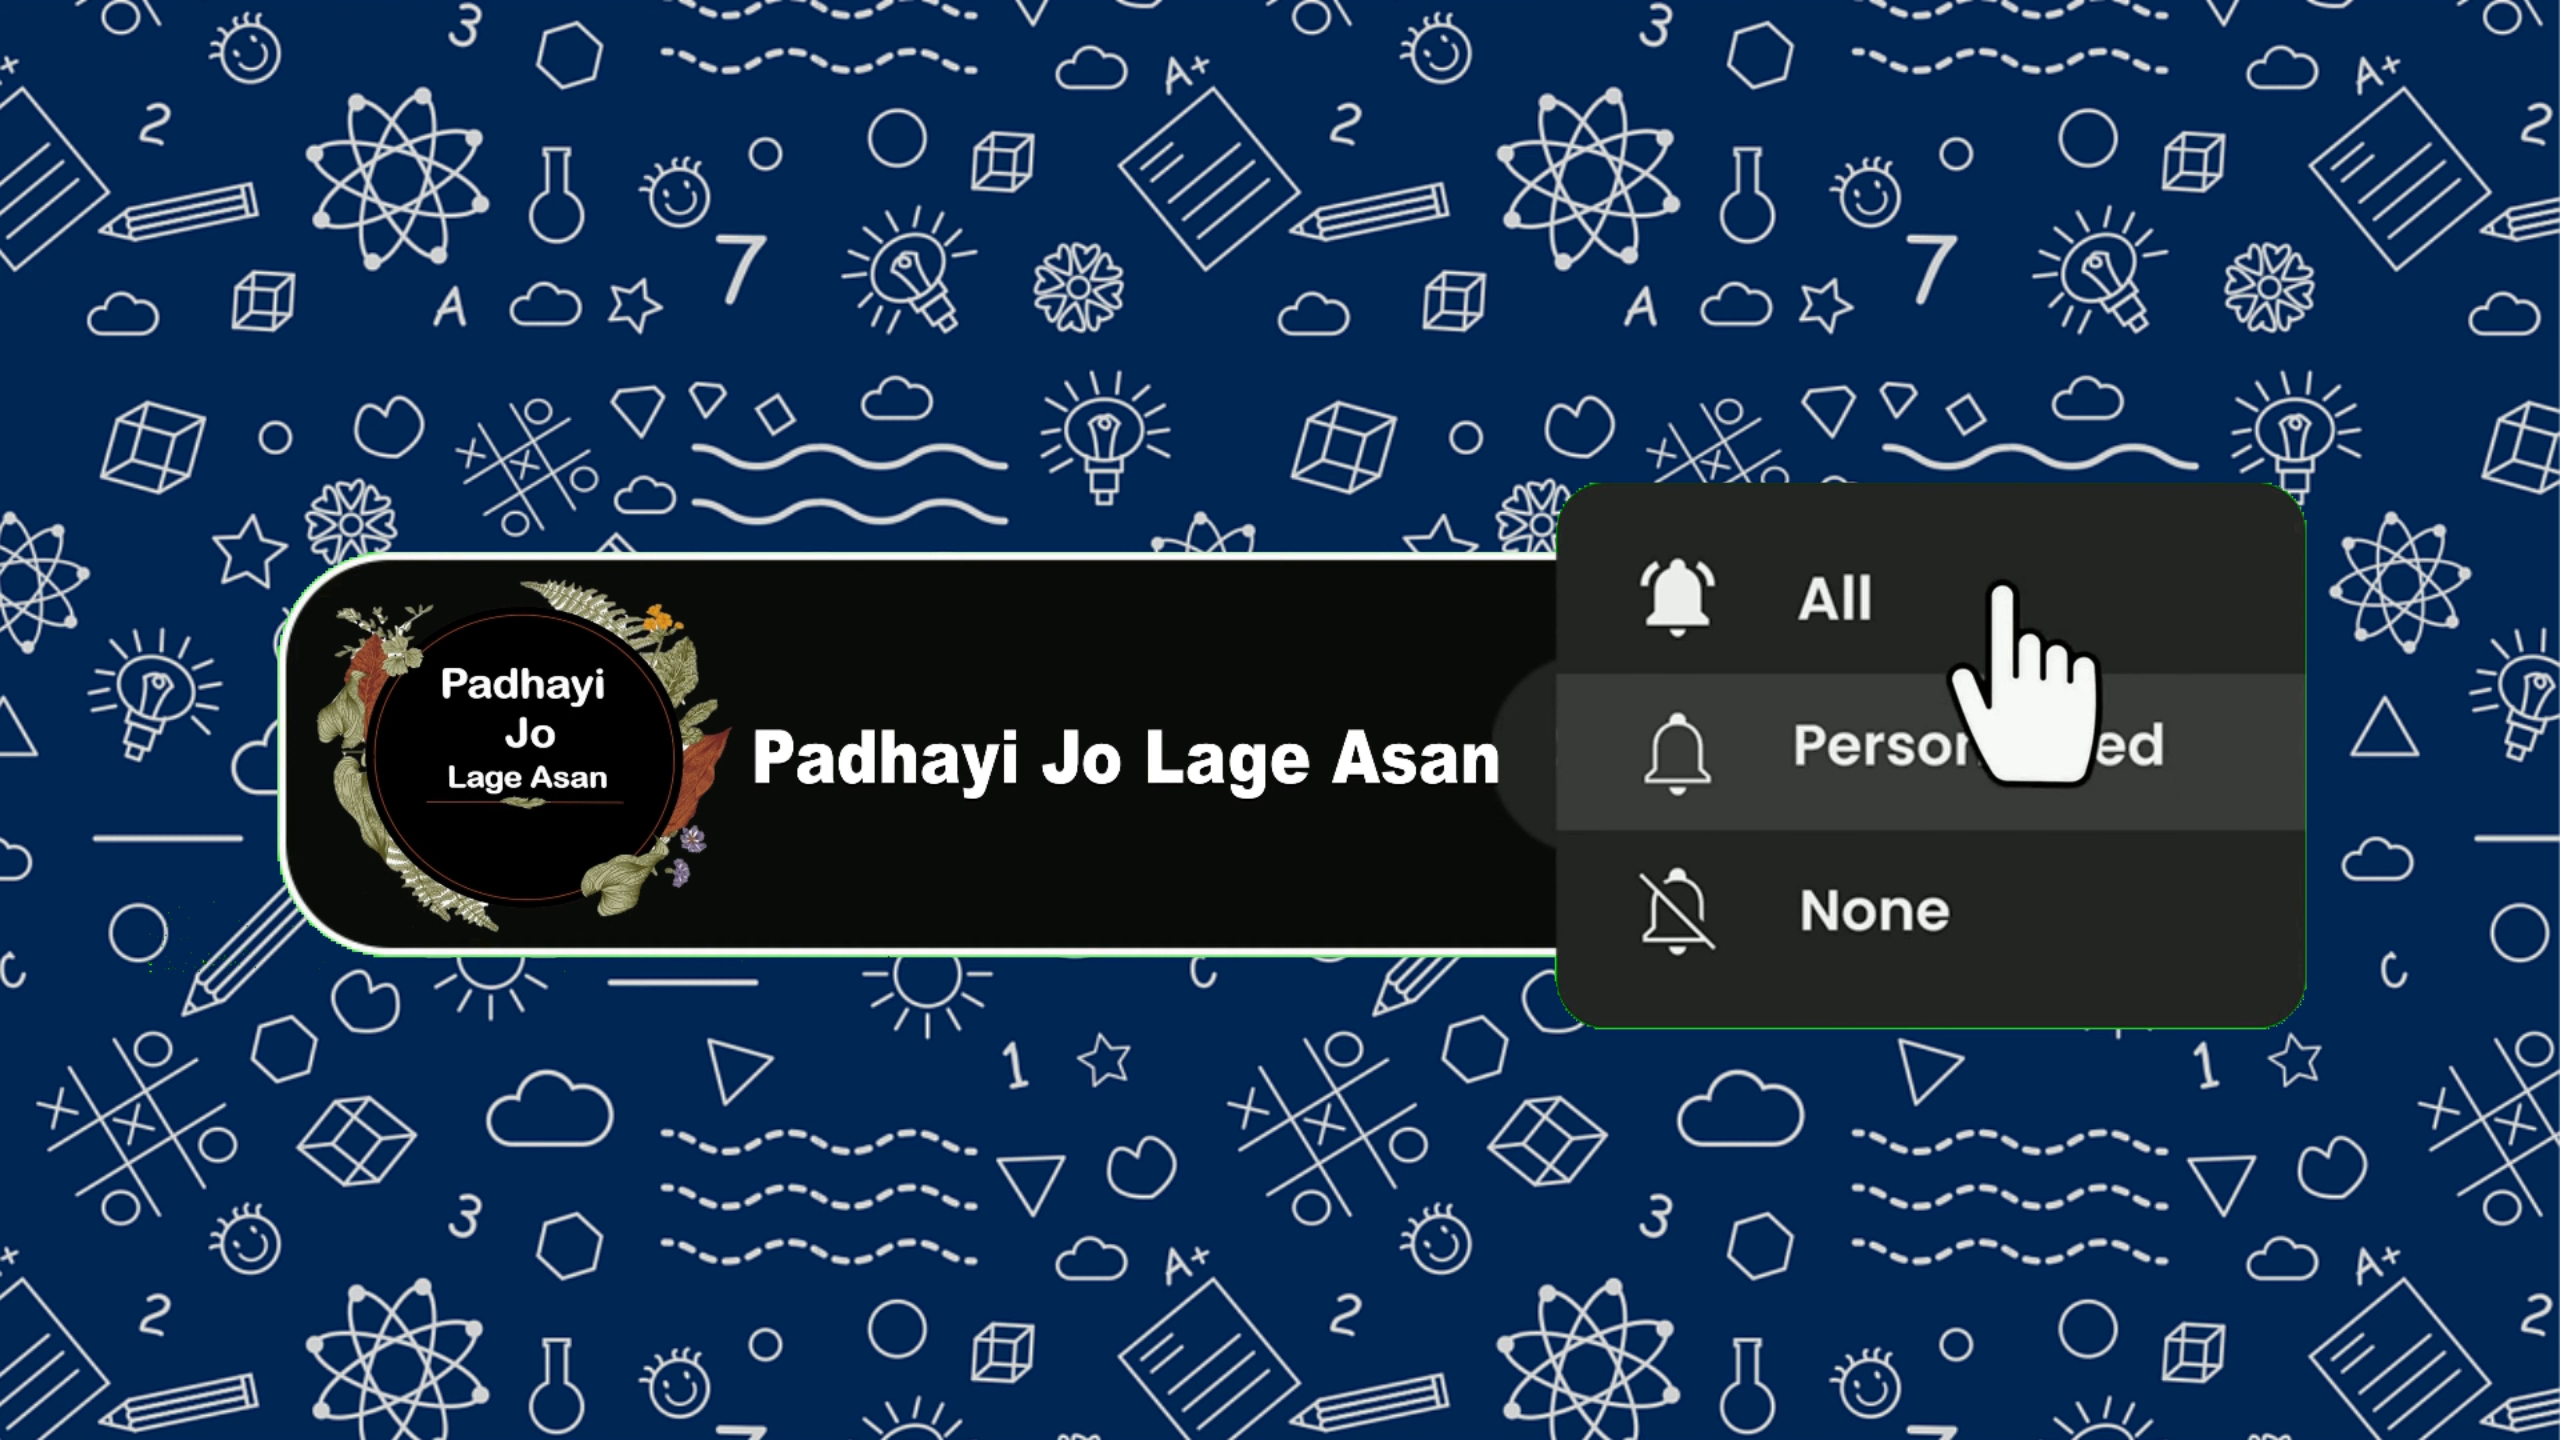 Padhayi
Jo
Lage Asan
Padhayi Jo Lage Asan
All
None